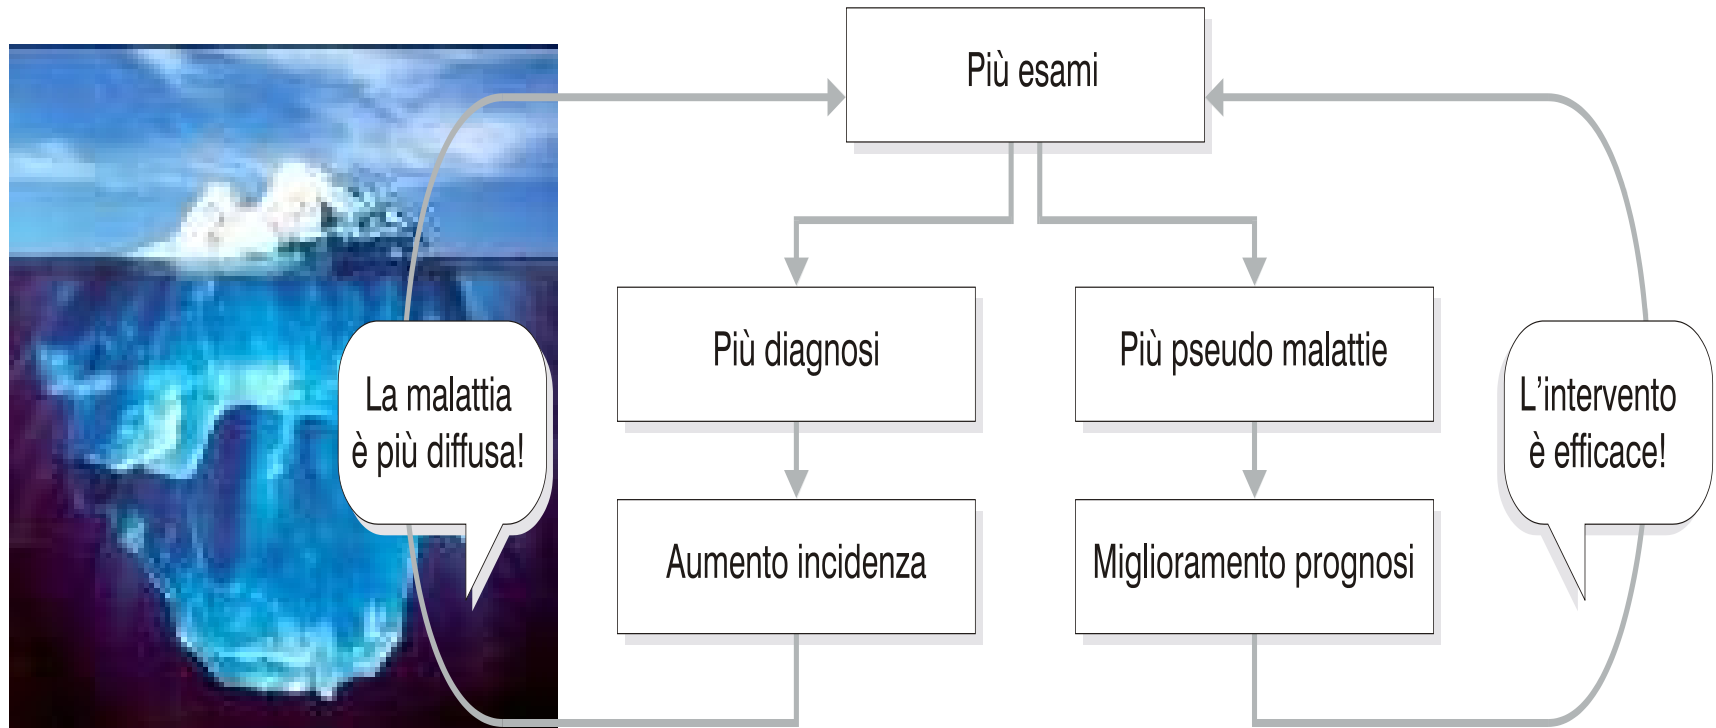 Più esami
Più diagnosi
Più pseudo malattie
La malattia
è più diffusa!
L'intervento
è efficace!
Aumento incidenza
Miglioramento prognosi